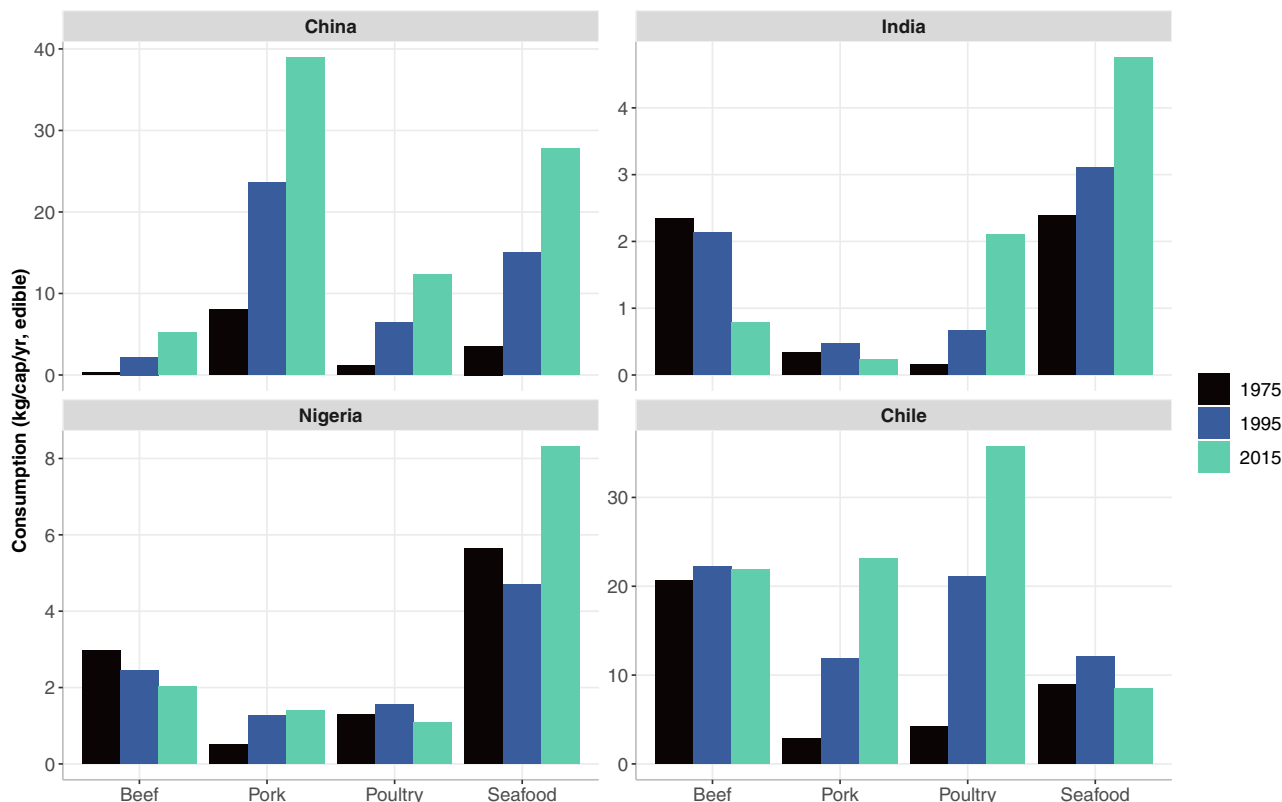 China
India
40
30
20
10
0
4
3
2
1
0
Nigeria
Chile
8
6
4
2
0
30
20
10
0
Beef
Pork
Poultry
Seafood
Beef
Pork
Poultry
Seafood
Consumption (kg/cap/yr, edible)
1975
1995
2015